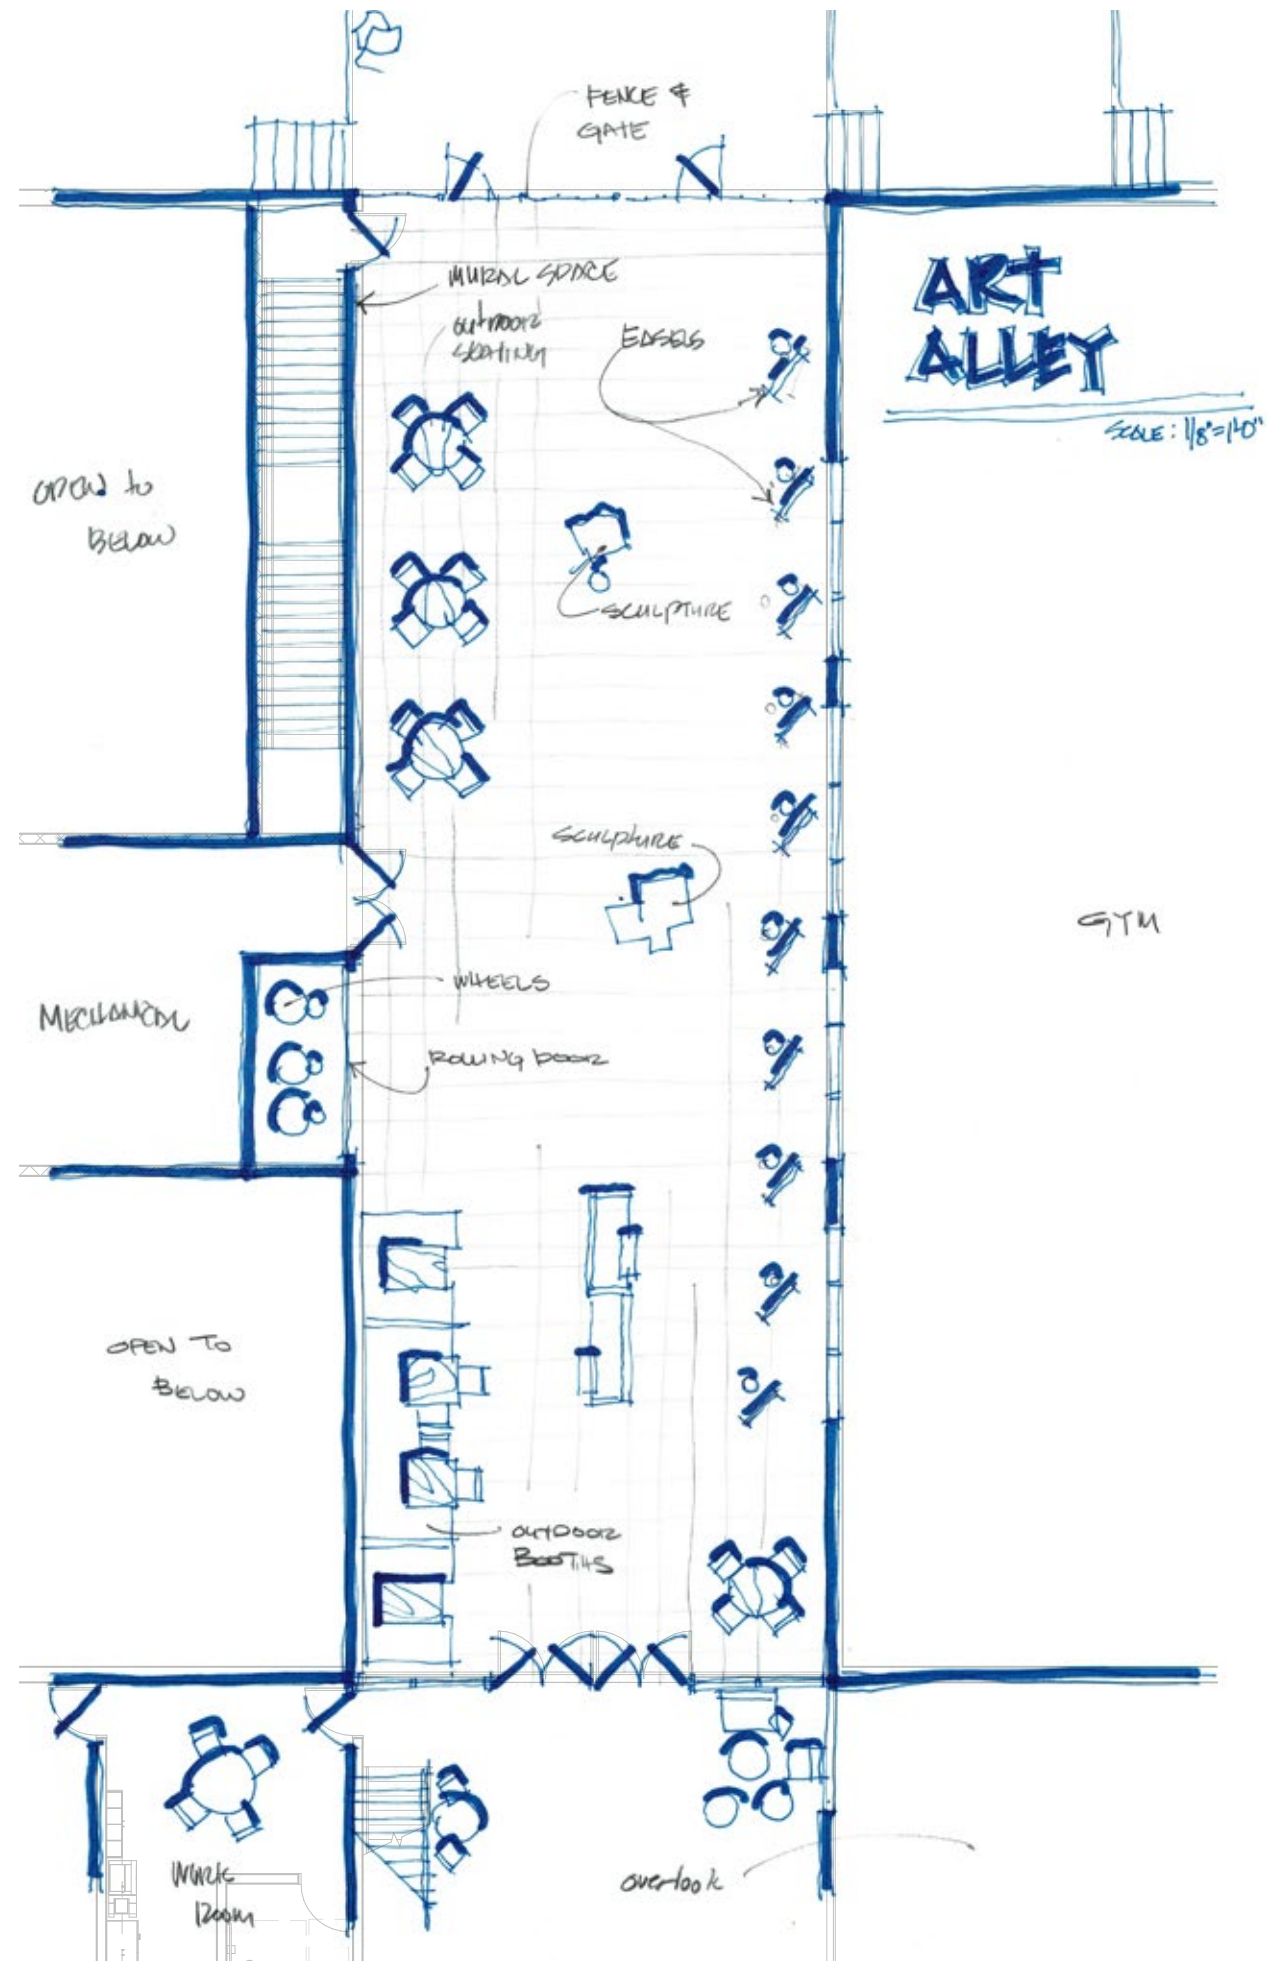 FENCE &
GATE
MURAL SPACE
OUTDOOR
SEATING
EASELS
ART
ALLEY
SCALE: 1/8"=1'0"
OPEN to
BELOW
SCULPTURE
SCULPTURE
GYM
WHEELS
MECHANICAL
ROLLING DOOR
OPEN TO
BELOW
OUTDOOR
BOOTHS
overlook
WORK
ROOM